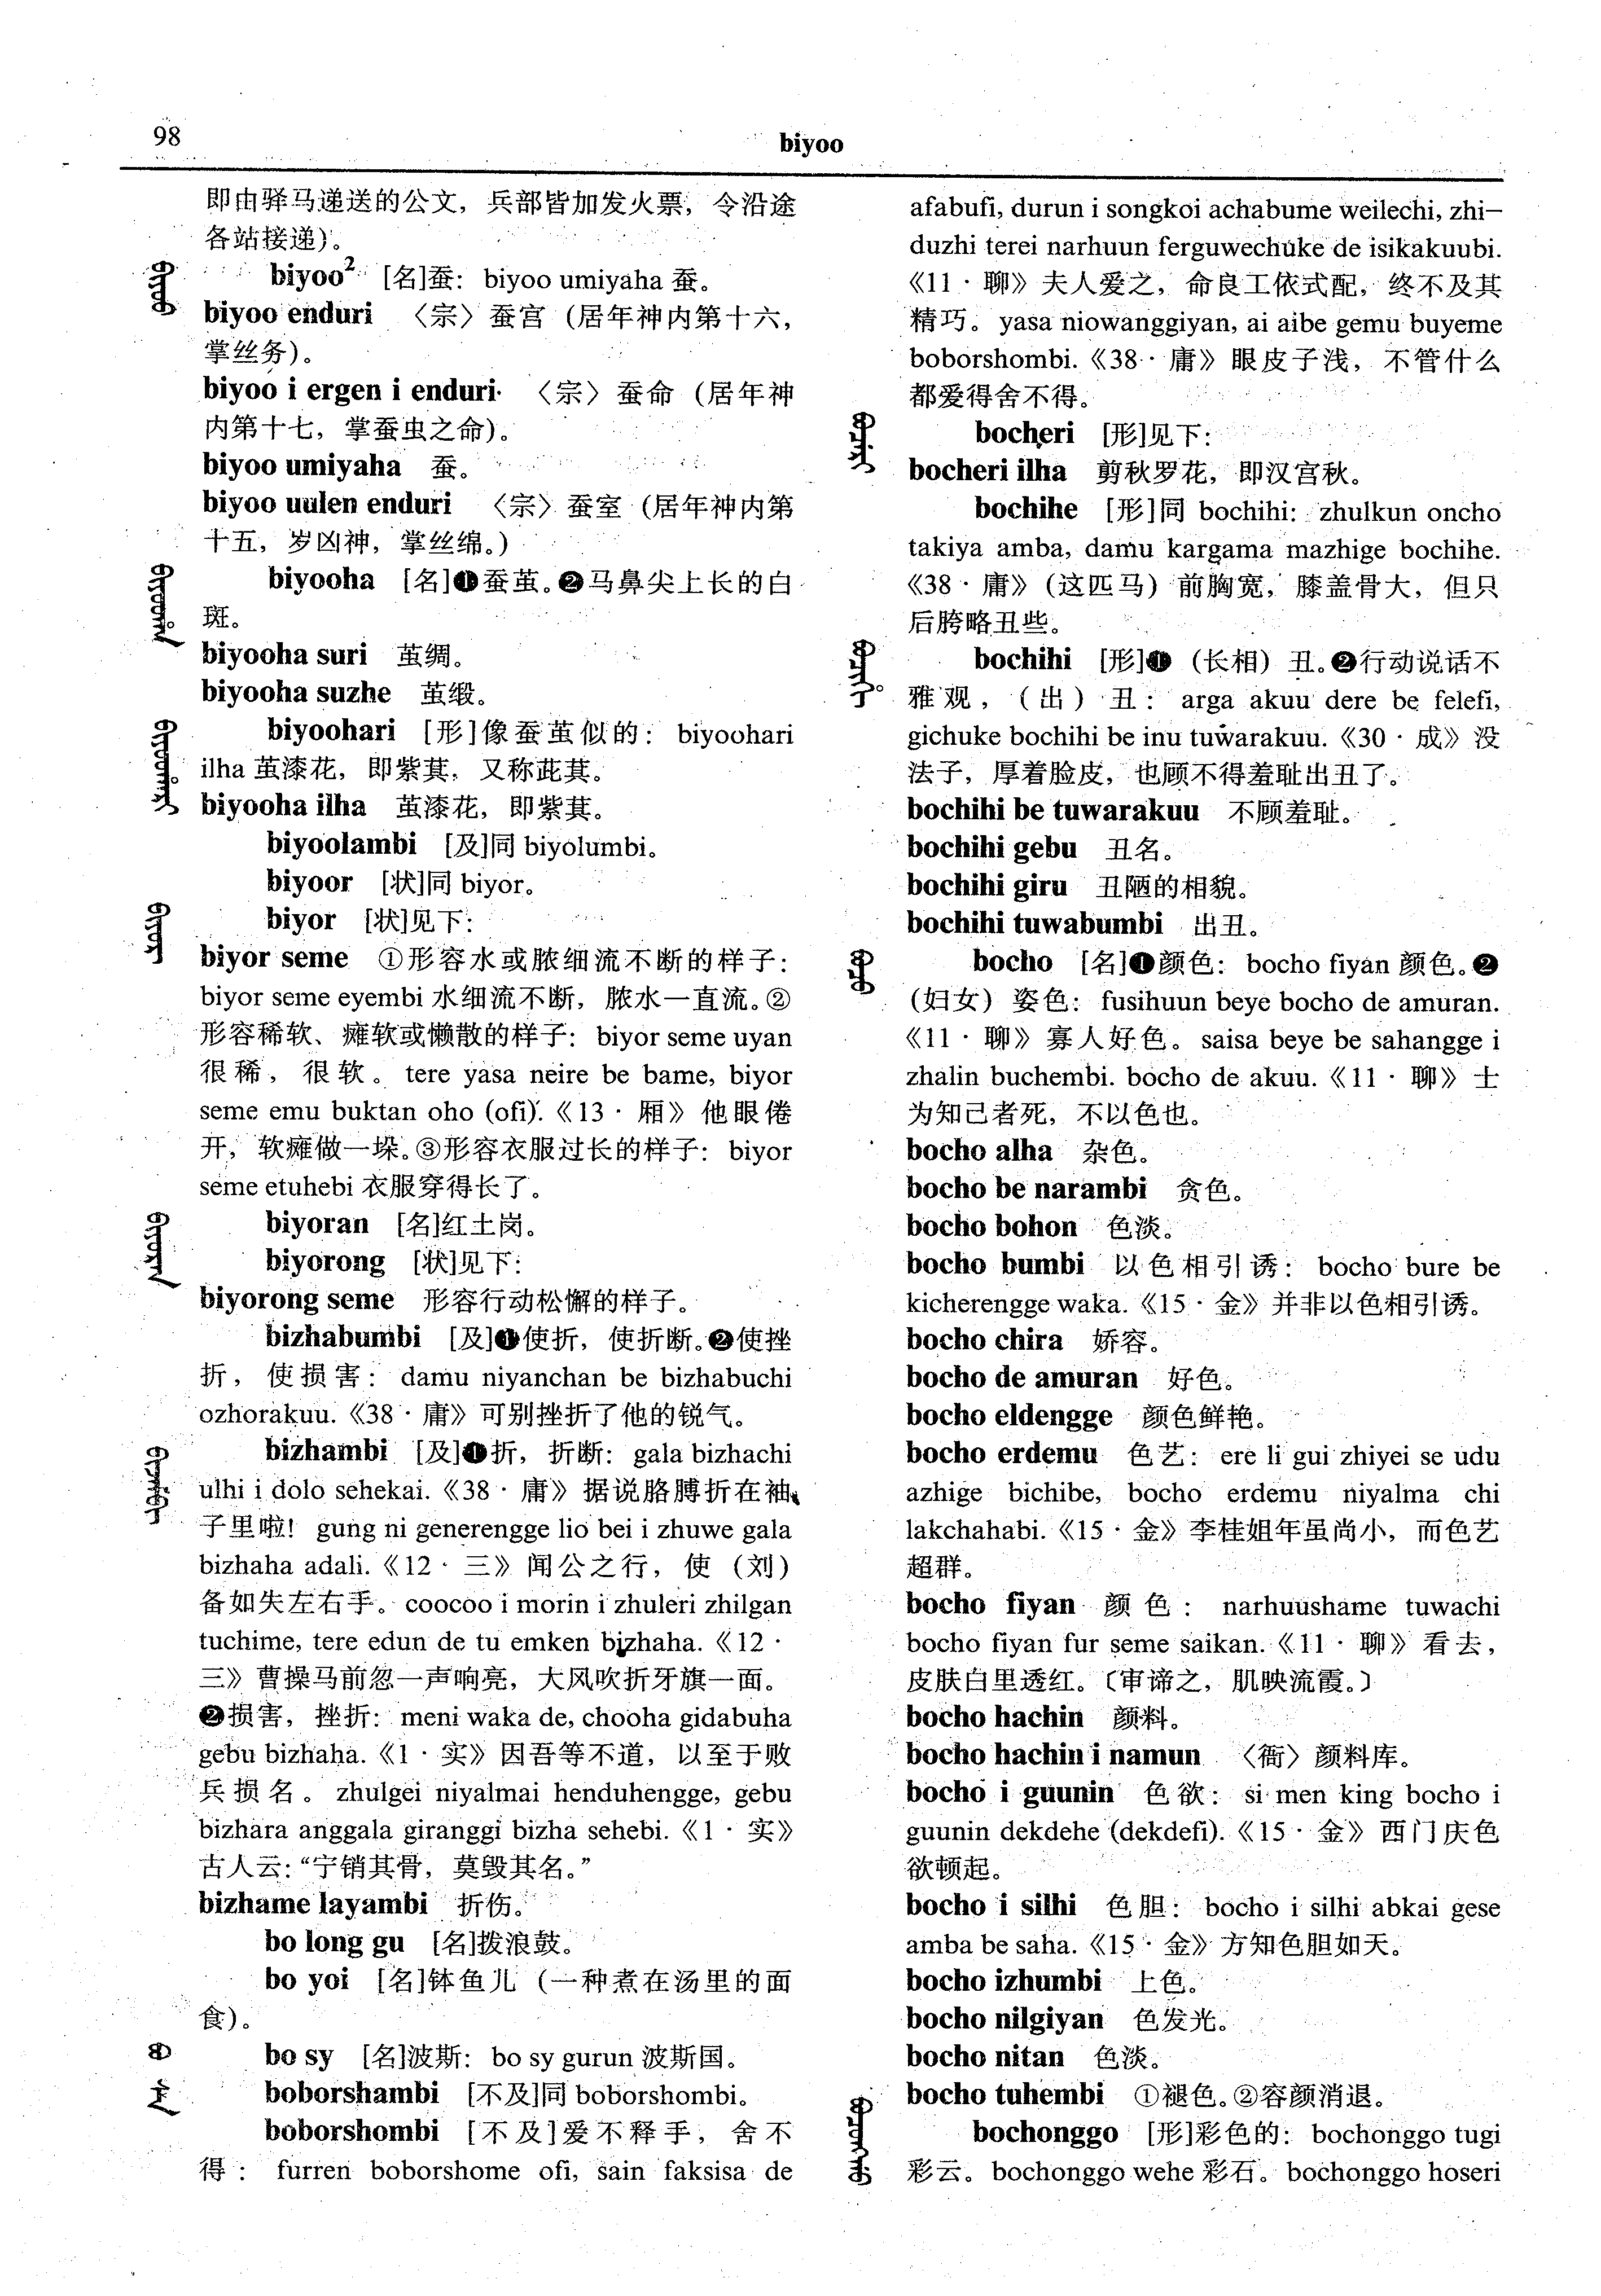 98
biyoo
即由驿马递送的公文，兵部皆加发火票，令沿途
各站接递）。
biyoo² [名]蚕： biyoo umiyaha 蚕。
biyoo enduri 〈宗〉蚕宫（居年神内第十六，
掌丝务）。
biyoo i ergen i enduri 〈宗〉蚕命（居年神
内第十七，掌蚕虫之命）。
biyoo umiyaha 蚕。
biyoo uulen enduri 〈宗〉蚕室（居年神内第
十五，岁凶神，掌丝绵。）
biyooha [名]❶蚕茧。❷马鼻尖上长的白
斑。
biyooha suri 茧绸。
biyooha suzhe 茧缎。
biyoohari [形]像蚕茧似的： biyoohari
ilha 茧漆花，即紫萁，又称茈萁。
biyooha ilha 茧漆花，即紫萁。
biyoolambi [及]同 biyolumbi。
biyoor [状]同 biyor。
biyor [状]见下：
biyor seme ①形容水或脓细流不断的样子：
biyor seme eyembi 水细流不断，脓水一直流。②
形容稀软、瘫软或懒散的样子： biyor seme uyan
很稀，很软。 tere yasa neire be bame, biyor
seme emu buktan oho (ofi).《13·厢》他眼倦
开，软瘫做一垛。③形容衣服过长的样子： biyor
seme etuhebi 衣服穿得长了。
biyoran [名]红土岗。
biyorong [状]见下：
biyorong seme 形容行动松懈的样子。
bizhabumbi [及]❶使折，使折断。❷使挫
折，使损害： damu niyanchan be bizhabuchi
ozhorakuu.《38·庸》可别挫折了他的锐气。
bizhambi [及]❶折，折断： gala bizhachi
ulhi i dolo sehekai.《38·庸》据说胳膊折在袖
子里啦！ gung ni generengge lio bei i zhuwe gala
bizhaha adali.《12·三》闻公之行，使（刘）
备如失左右手。coocoo i morin i zhuleri zhilgan
tuchime, tere edun de tu emken bizhaha.《12·
三》曹操马前忽一声响亮，大风吹折牙旗一面。
❷损害，挫折： meni waka de, chooha gidabuha
gebu bizhaha.《1·实》因吾等不道，以至于败
兵损名。 zhulgei niyalmai henduhengge, gebu
bizhara anggala giranggi bizha sehebi.《1·实》
古人云：“宁销其骨，莫毁其名。”
bizhame layambi 折伤。
bo long gu [名]拨浪鼓。
bo yoi [名]钵鱼儿（一种煮在汤里的面
食）。
bo sy [名]波斯： bo sy gurun 波斯国。
boborshambi [不及]同 boborshombi。
boborshombi [不及]爱不释手，舍不
得： furren boborshome ofi, sain faksisa de
afabufi, durun i songkoi achabume weilechi, zhi–
duzhi terei narhuun ferguwechuke de isikakuubi.
《11·聊》夫人爱之，命良工依式配，终不及其
精巧。 yasa niowanggiyan, ai aibe gemu buyeme
boborshombi.《38·庸》眼皮子浅，不管什么
都爱得舍不得。
bocheri [形]见下：
bocheri ilha 剪秋罗花，即汉宫秋。
bochihe [形]同 bochihi： zhulkun oncho
takiya amba, damu kargama mazhige bochihe.
《38·庸》（这匹马）前胸宽，膝盖骨大，但只
后胯略丑些。
bochihi [形]❶（长相）丑。❷行动说话不
雅观，（出）丑： arga akuu dere be felefi,
gichuke bochihi be inu tuwarakuu.《30·成》没
法子，厚着脸皮，也顾不得羞耻出丑了。
bochihi be tuwarakuu 不顾羞耻。
bochihi gebu 丑名。
bochihi giru 丑陋的相貌。
bochihi tuwabumbi 出丑。
bocho [名]❶颜色： bocho fiyan 颜色。❷
（妇女）姿色： fusihuun beye bocho de amuran.
《11·聊》寡人好色。 saisa beye be sahangge i
zhalin buchembi. bocho de akuu.《11·聊》士
为知己者死，不以色也。
bocho alha 杂色。
bocho be narambi 贪色。
bocho bohon 色淡。
bocho bumbi 以色相引诱： bocho bure be
kicherengge waka.《15·金》并非以色相引诱。
bocho chira 娇容。
bocho de amuran 好色。
bocho eldengge 颜色鲜艳。
bocho erdemu 色艺： ere li gui zhiyei se udu
azhige bichibe, bocho erdemu niyalma chi
lakchahabi.《15·金》李桂姐年虽尚小，而色艺
超群。
bocho fiyan 颜色： narhuushame tuwachi
bocho fiyan fur seme saikan.《11·聊》看去，
皮肤白里透红。〔审谛之，肌映流霞。〕
bocho hachin 颜料。
bocho hachin i namun 〈衙〉颜料库。
bocho i guunin 色欲： si men king bocho i
guunin dekdehe (dekdefi).《15·金》西门庆色
欲顿起。
bocho i silhi 色胆： bocho i silhi abkai gese
amba be saha.《15·金》方知色胆如天。
bocho izhumbi 上色。
bocho nilgiyan 色发光。
bocho nitan 色淡。
bocho tuhembi ①褪色。②容颜消退。
bochonggo [形]彩色的： bochonggo tugi
彩云。bochonggo wehe 彩石。bochonggo hoseri